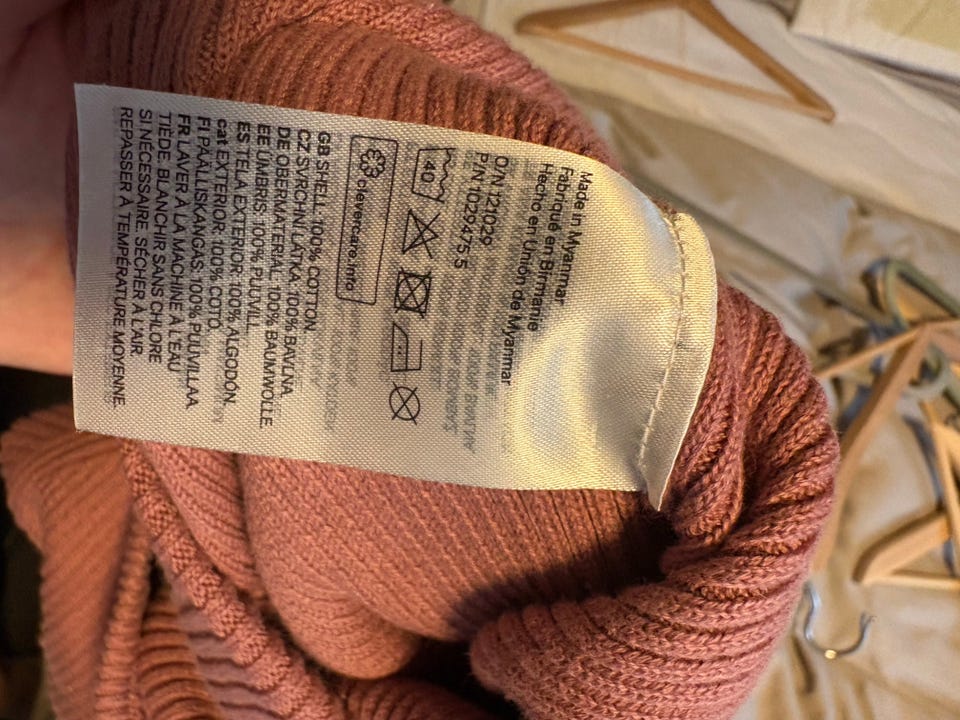 Made in Myanmar
Fabriqué en Birmanie
Hecho en Unión de Myanmar
O/N 121029
P/N 1029475.5
40
clevercare.info
GB SHELL 100% COTTON
CZ SVRCHNÍ LÁTKA: 100% BAVLNA
DE OBERMATERIAL: 100% BAUMWOLLE
EE ÜMBRIS: 100% PUUVILL
ES TELA EXTERIOR: 100% ALGODÓN.
cat EXTERIOR: 100% COTÓ.
FI PÄÄLLISKANGAS: 100% PUUVILLAA
FR LAVER À LA MACHINE À L'EAU
TIÈDE. BLANCHIR SANS CHLORE
SI NÉCESSAIRE. SÉCHER À L'AIR.
REPASSER À TEMPÉRATURE MOYENNE.